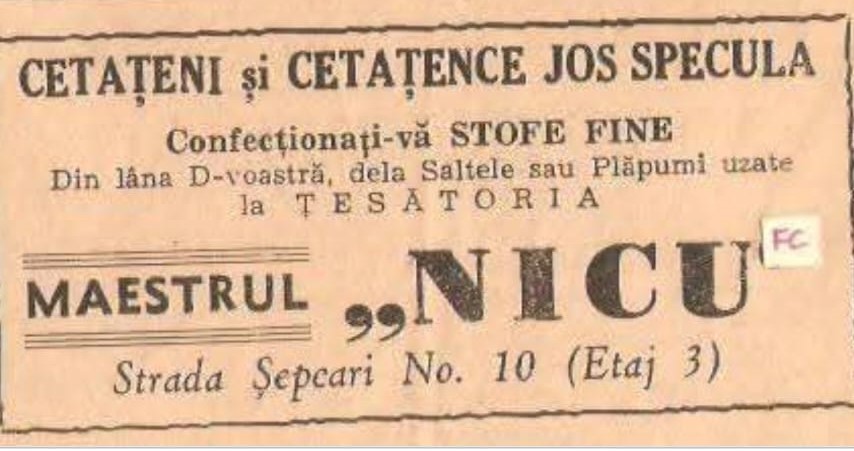 CETAȚENI și CETAȚENCE JOS SPECULA
Confecționați-vă STOFE FINE
Din lâna D-voastră, dela Saltele sau Plăpumi uzate
la ȚESĂTORIA
MAESTRUL „NICU"
FC
Strada Șepcari No. 10 (Etaj 3)